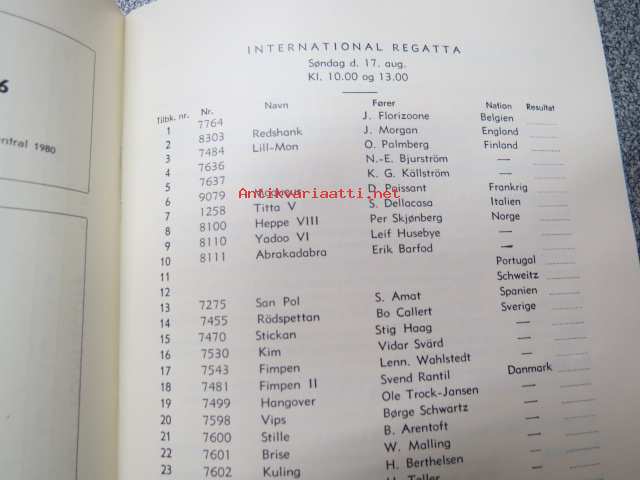 6
entral 1980
INTERNATIONAL REGATTA
Søndag d. 17. aug.
Kl. 10.00 og 13.00
Tilbk. nr. Nr. Navn Fører Nation Resultat
1 7764 J. Florizoone Belgien
2 8303 Redshank J. Morgan England
3 7484 Lill-Mon O. Palmberg Finland
4 7636 N.-E. Bjurström —
5 7637 K. G. Källström —
6 9079 D. Poissant Frankrig
Antikvariaatti.net
7 1258 Titta V S. Dellacasa Italien
8 8100 Heppe VIII Per Skjønberg Norge
9 8110 Yadoo VI Leif Husebye —
10 8111 Abrakadabra Erik Barfod —
11 Portugal
12 Schweitz
13 7275 San Pol S. Amat Spanien
14 7455 Rödspettan Bo Callert Sverige
15 7470 Stickan Stig Haag —
16 7530 Kim Vidar Svärd —
17 7543 Fimpen Lenn. Wahlstedt —
18 7481 Fimpen II Svend Rantil Danmark
19 7499 Hangover Ole Trock-Jansen —
20 7598 Vips Børge Schwartz —
21 7600 Stille B. Arentoft —
22 7601 Brise W. Malling —
23 7602 Kuling H. Berthelsen —